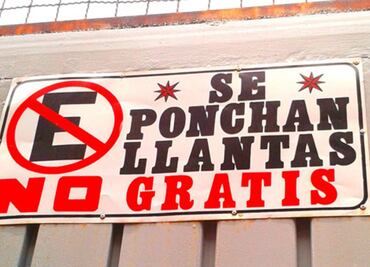 E
SE
PONCHAN
LLANTAS
NO GRATIS